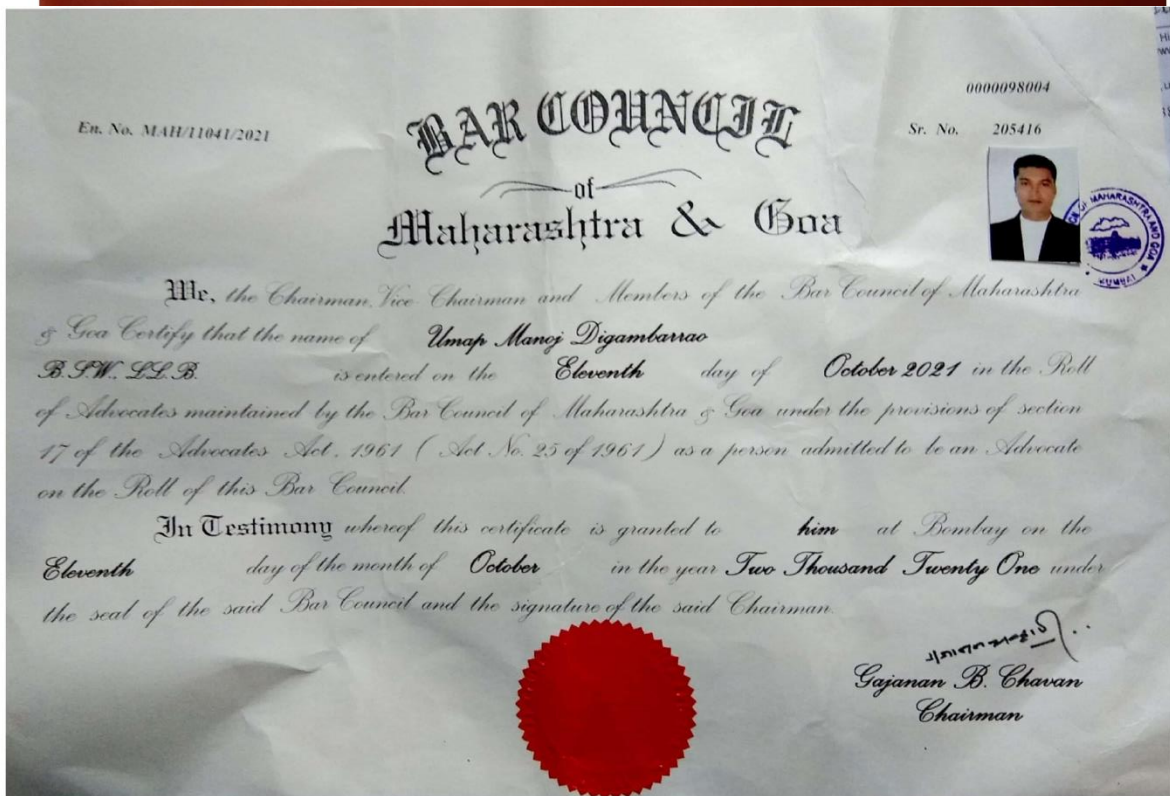 0000098004
En. No. MAH/11041/2021
Sr. No. 205416
BAR COUNCIL
of
Maharashtra & Goa
OF MAHARASHTRA AND GOA
MUMBAI
We, the Chairman, Vice Chairman and Members of the Bar Council of Maharashtra
& Goa Certify that the name of Umap Manoj Digambarrao
B.S.W., LL.B. is entered on the Eleventh day of October 2021 in the Roll
of Advocates maintained by the Bar Council of Maharashtra & Goa under the provisions of section
17 of the Advocates Act, 1961 ( Act No. 25 of 1961 ) as a person admitted to be an Advocate
on the Roll of this Bar Council.
In Testimony whereof this certificate is granted to him at Bombay on the
Eleventh day of the month of October in the year Two Thousand Twenty One under
the seal of the said Bar Council and the signature of the said Chairman.
Gajanan B. Chavan
Chairman